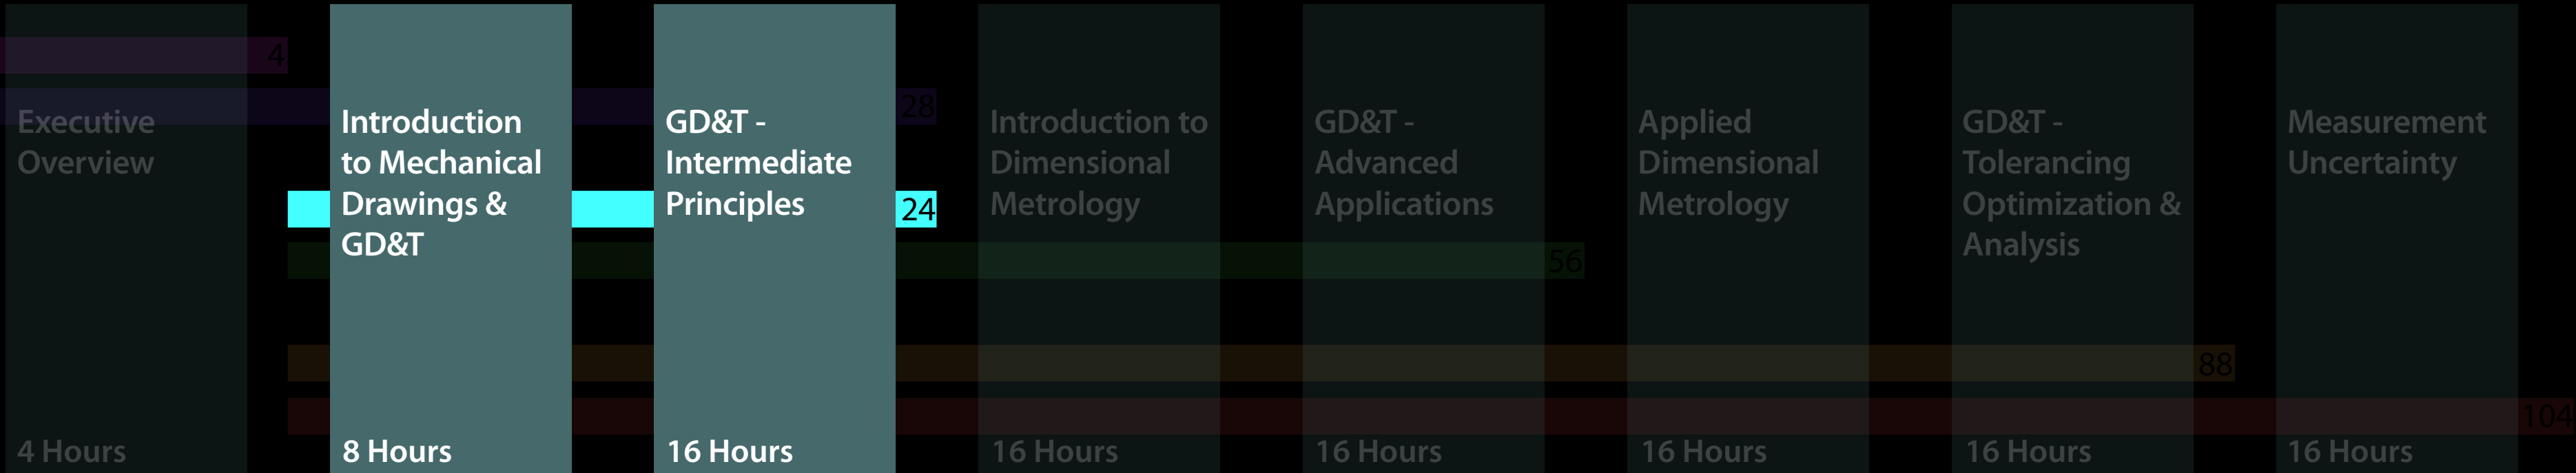 4
28
24
56
88
104
Executive
Overview
4 Hours
Introduction
to Mechanical
Drawings &
GD&T
8 Hours
GD&T -
Intermediate
Principles
16 Hours
Introduction to
Dimensional
Metrology
16 Hours
GD&T -
Advanced
Applications
16 Hours
Applied
Dimensional
Metrology
16 Hours
GD&T -
Tolerancing
Optimization &
Analysis
16 Hours
Measurement
Uncertainty
16 Hours